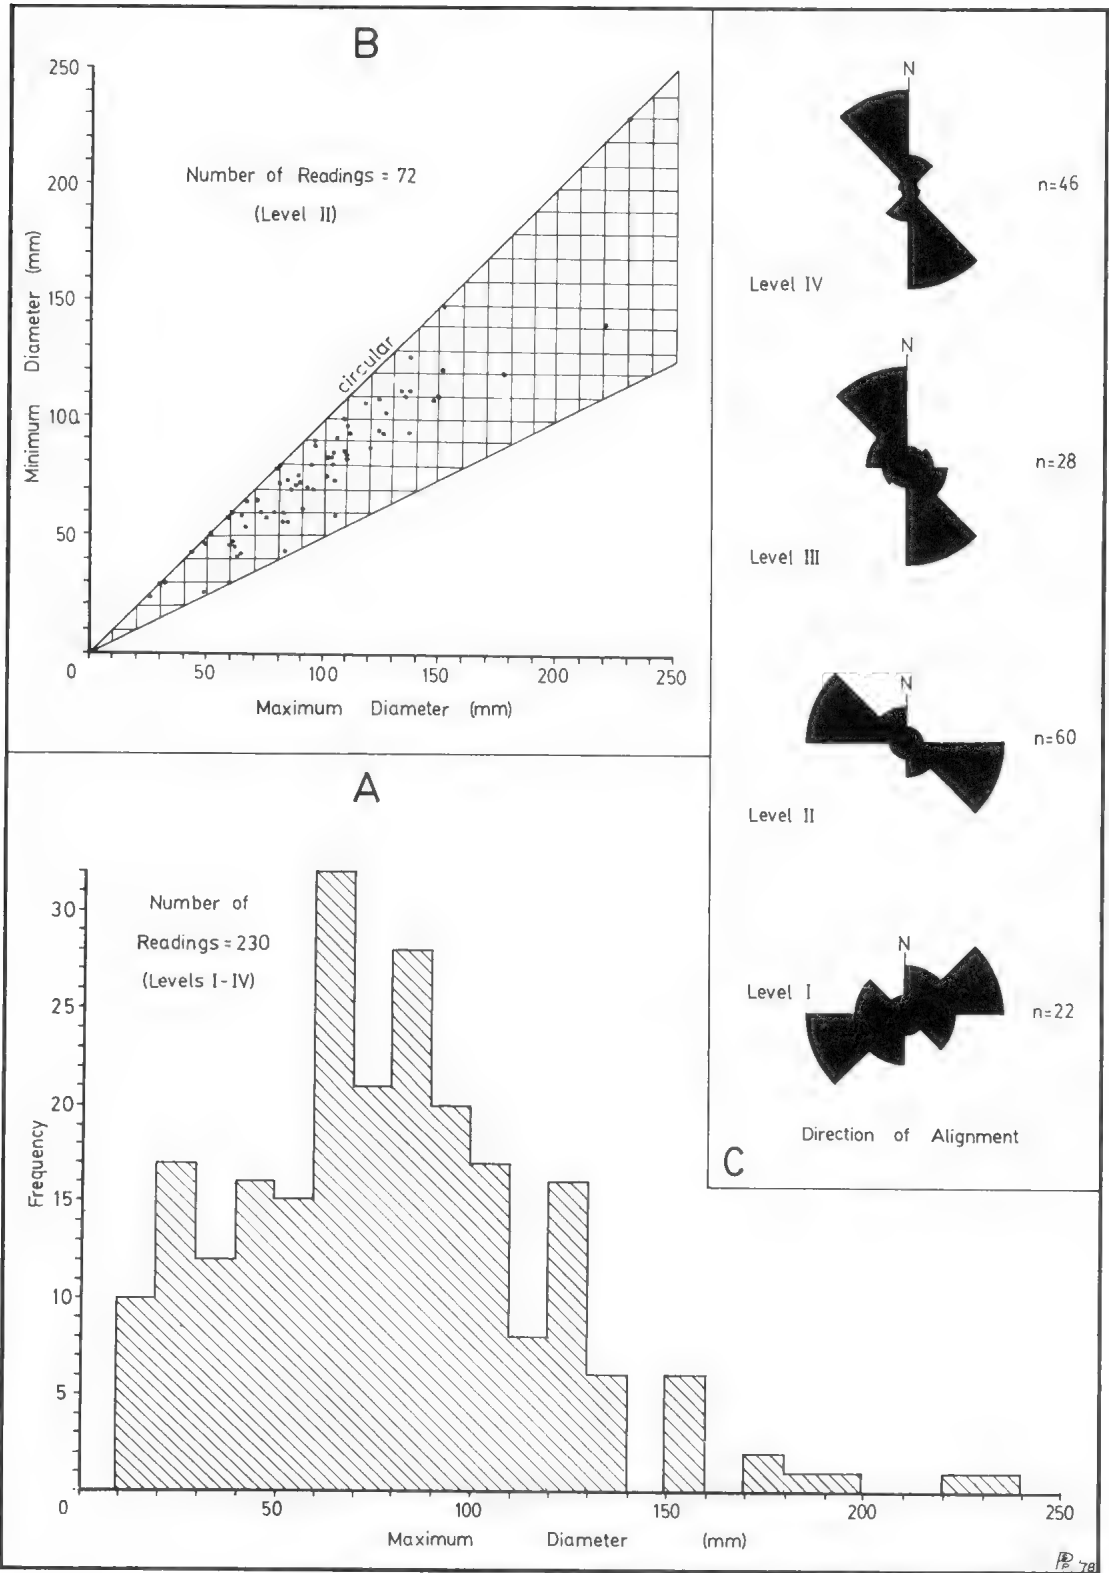 B
250
200
150
100
50
0
Minimum Diameter (mm)
Number of Readings = 72
(Level II)
circular
50 100 150 200 250
Maximum Diameter (mm)
A
30
25
20
15
10
5
0
Frequency
Number of
Readings = 230
(Levels I-IV)
50 100 150 200 250
Maximum Diameter (mm)
N
n=46
Level IV
N
n=28
Level III
N
n=60
Level II
N
Level I
n=22
Direction of Alignment
C
'78